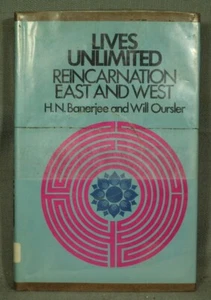 LIVES
UNLIMITED
REINCARNATION
EAST AND WEST
H.N. Banerjee and Will Oursler